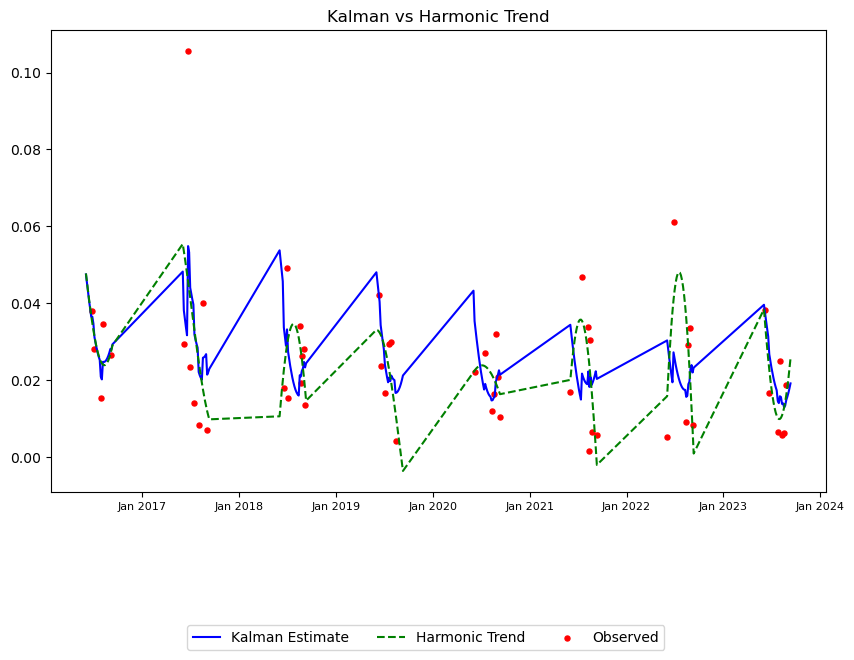 Kalman vs Harmonic Trend
0.10
0.08
0.06
0.04
0.02
0.00
Jan 2017 Jan 2018 Jan 2019 Jan 2020 Jan 2021 Jan 2022 Jan 2023 Jan 2024
Kalman Estimate Harmonic Trend Observed